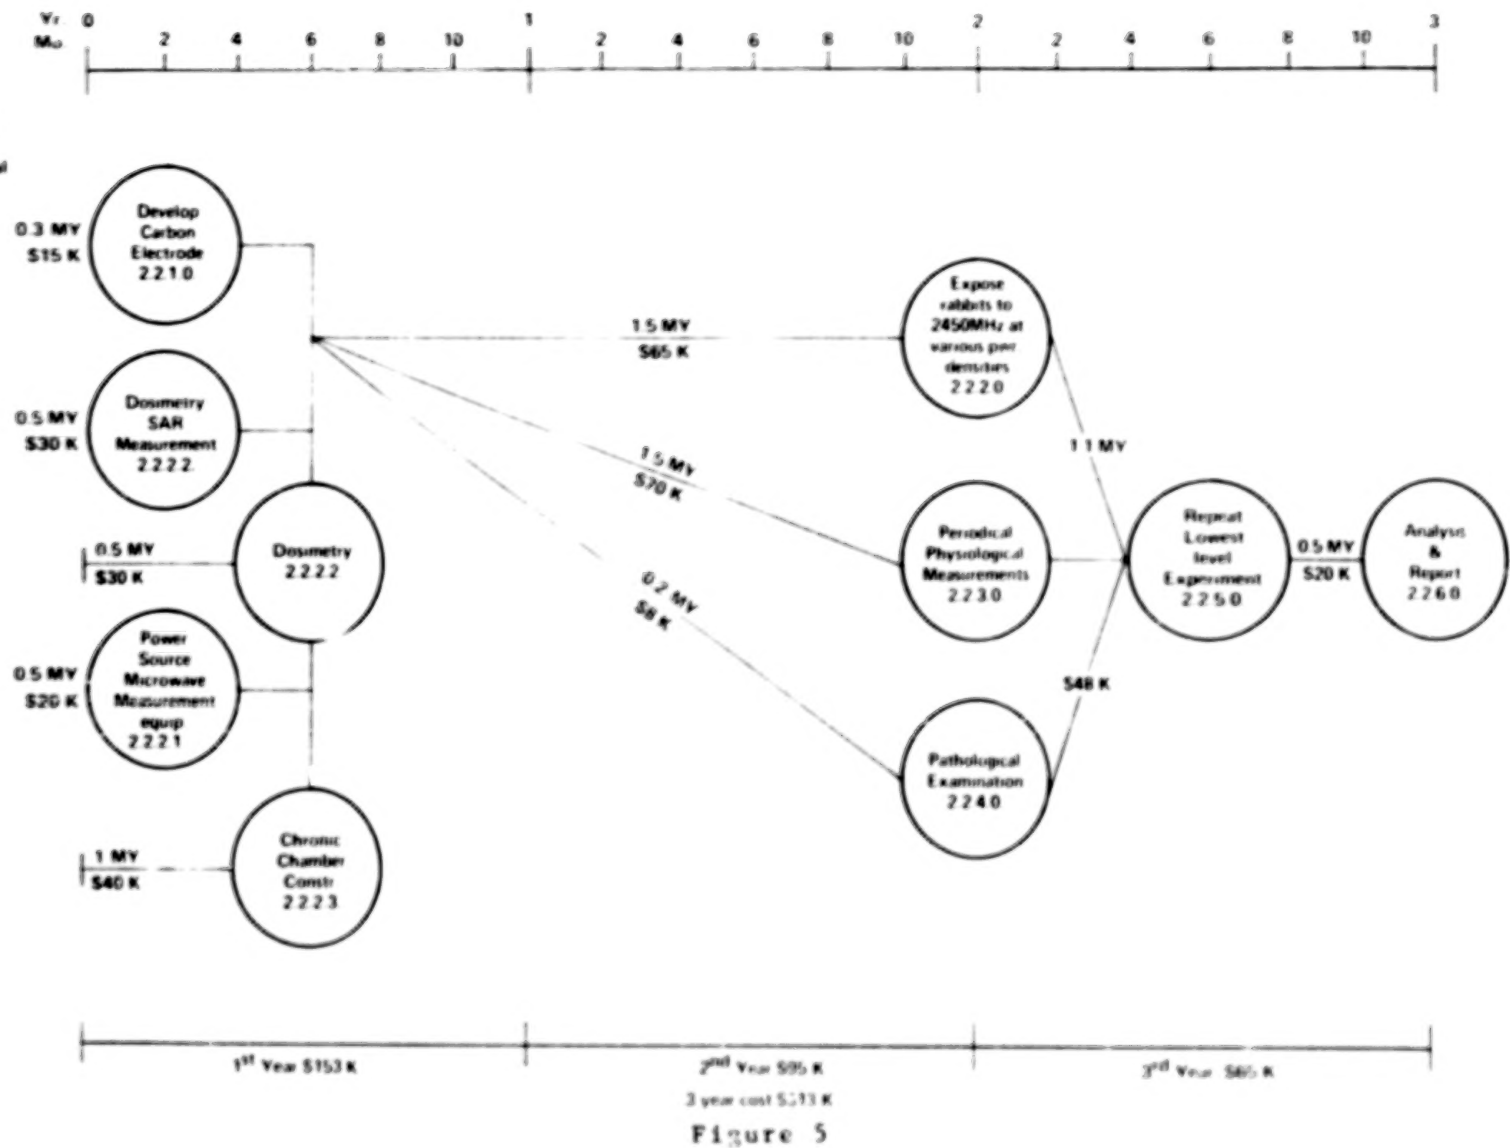 Yr. 0 1 2 3
Mo. 2 4 6 8 10 2 4 6 8 10 2 4 6 8 10
0.3 MY
$15 K
Develop
Carbon
Electrode
2.2.1.0
0.5 MY
$30 K
Dosimetry
SAR
Measurement
2.2.2.2.
0.5 MY
$30 K
Dosimetry
2.2.2.2
0.5 MY
$20 K
Power
Source
Microwave
Measurement
equip
2.2.2.1
1 MY
$40 K
Chronic
Chamber
Constr
2.2.2.3
1.5 MY
$65 K
1.5 MY
$70 K
0.2 MY
$8 K
Expose
rabbits to
2450MHz at
various pwr
densities
2.2.2.0
Periodical
Physiological
Measurements
2.2.3.0
Pathological
Examination
2.2.4.0
1.1 MY
$48 K
Repeat
Lowest
level
Experiment
2.2.5.0
0.5 MY
$20 K
Analysis
&
Report
2.2.6.0
1st Year $153 K
2nd Year $95 K
3rd Year $65 K
3 year cost $313 K
Figure 5